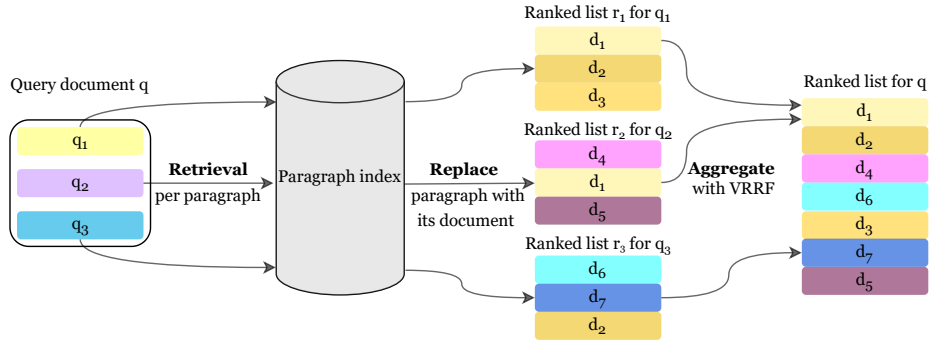 Query document q
q₁
q₂
q₃
Retrieval
per paragraph
Paragraph index
Replace
paragraph with
its document
Ranked list r₁ for q₁
d₁
d₂
d₃
Ranked list r₂ for q₂
d₄
d₁
d₅
Ranked list r₃ for q₃
d₆
d₇
d₂
Aggregate
with VRRF
Ranked list for q
d₁
d₂
d₄
d₆
d₃
d₇
d₅